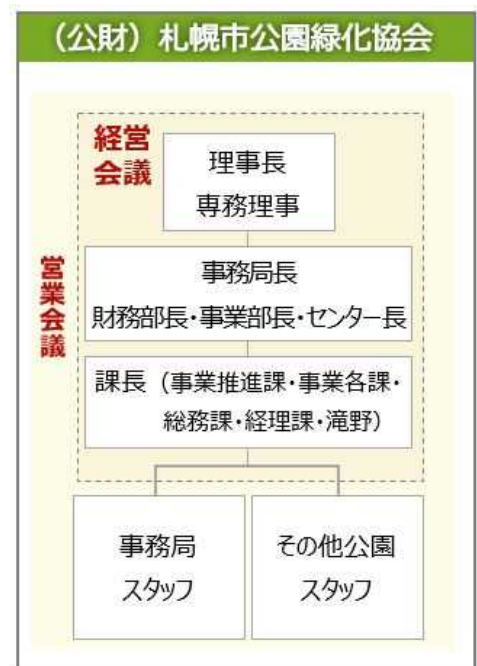 （公財）札幌市公園緑化協会
経営
会議
理事長
専務理事
営業会議
事務局長
財務部長・事業部長・センター長
課長（事業推進課・事業各課・
総務課・経理課・滝野）
事務局
スタッフ
その他公園
スタッフ